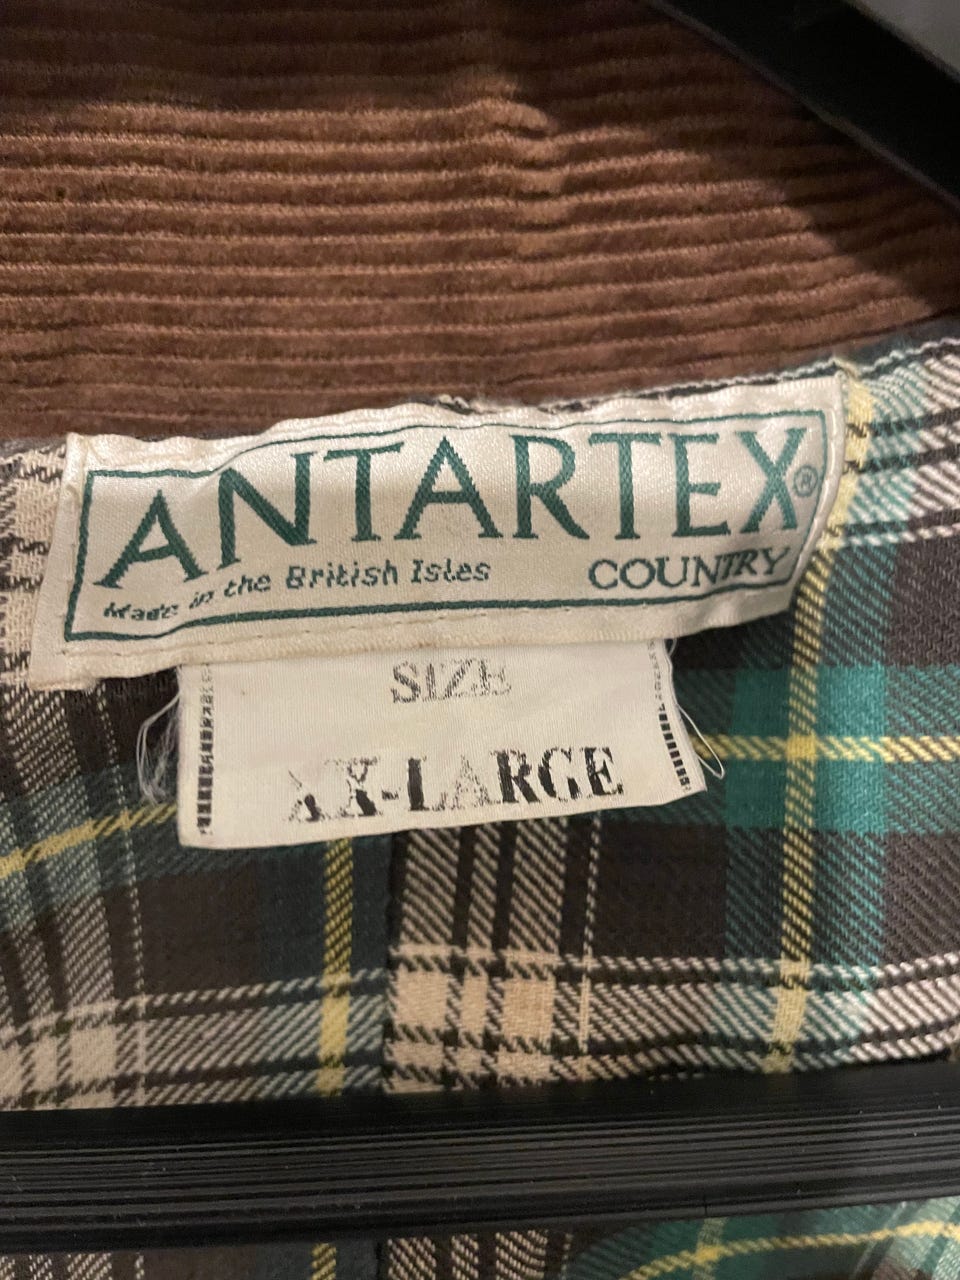 ANTARTEX®
Made in the British Isles COUNTRY
SIZE
XX-LARGE